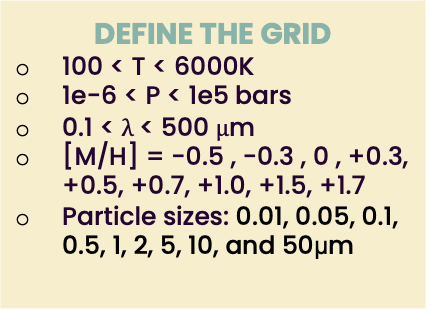 DEFINE THE GRID
○ 100 < T < 6000K
○ 1e-6 < P < 1e5 bars
○ 0.1 < λ < 500 μm
○ [M/H] = -0.5 , -0.3 , 0 , +0.3,
+0.5, +0.7, +1.0, +1.5, +1.7
○ Particle sizes: 0.01, 0.05, 0.1,
0.5, 1, 2, 5, 10, and 50μm